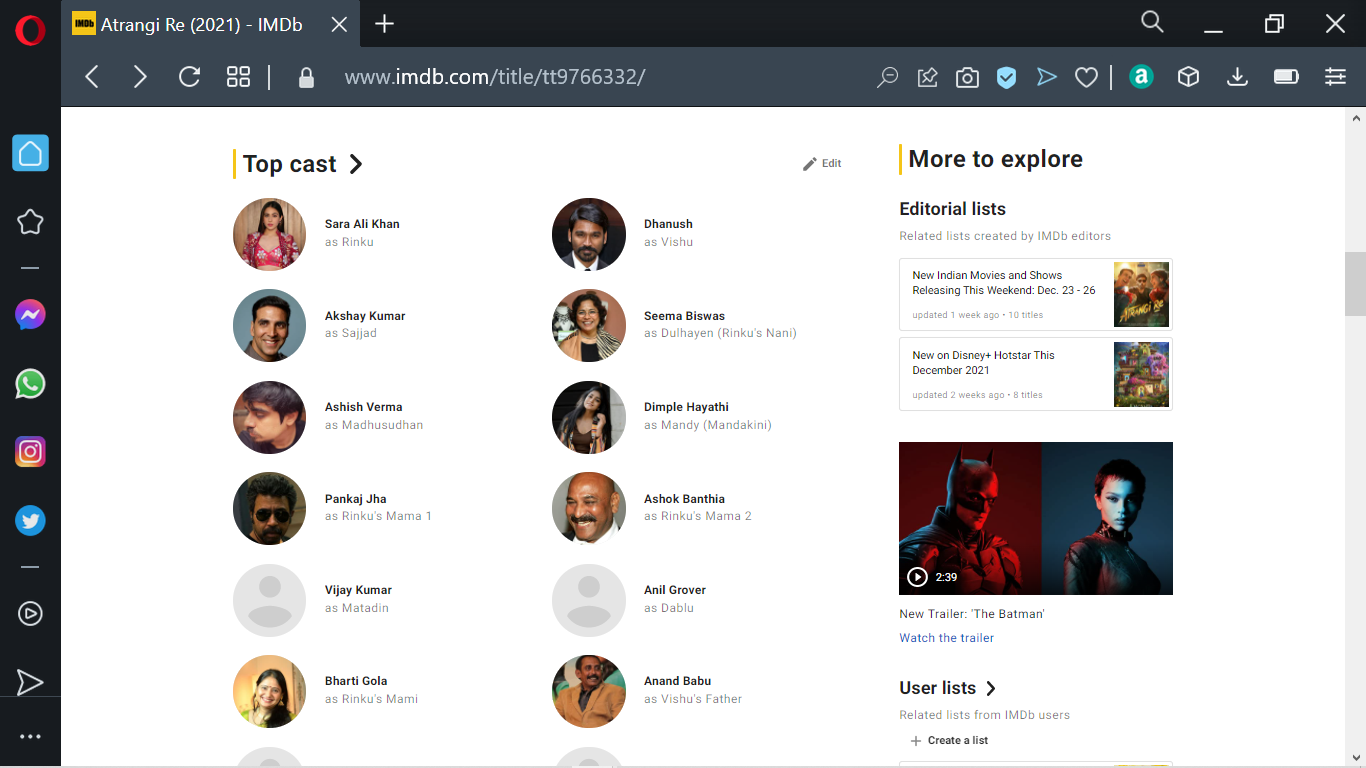 IMDb
Atrangi Re (2021) - IMDb
www.imdb.com/title/tt9766332/
a
Top cast
Edit
Sara Ali Khan
as Rinku
Dhanush
as Vishu
Akshay Kumar
as Sajjad
Seema Biswas
as Dulhayen (Rinku's Nani)
Ashish Verma
as Madhusudhan
Dimple Hayathi
as Mandy (Mandakini)
Pankaj Jha
as Rinku's Mama 1
Ashok Banthia
as Rinku's Mama 2
Vijay Kumar
as Matadin
Anil Grover
as Dablu
Bharti Gola
as Rinku's Mami
Anand Babu
as Vishu's Father
More to explore
Editorial lists
Related lists created by IMDb editors
New Indian Movies and Shows
Releasing This Weekend: Dec. 23 - 26
updated 1 week ago • 10 titles
ATRANGI RE
New on Disney+ Hotstar This
December 2021
updated 2 weeks ago • 8 titles
2:39
New Trailer: 'The Batman'
Watch the trailer
User lists
Related lists from IMDb users
Create a list